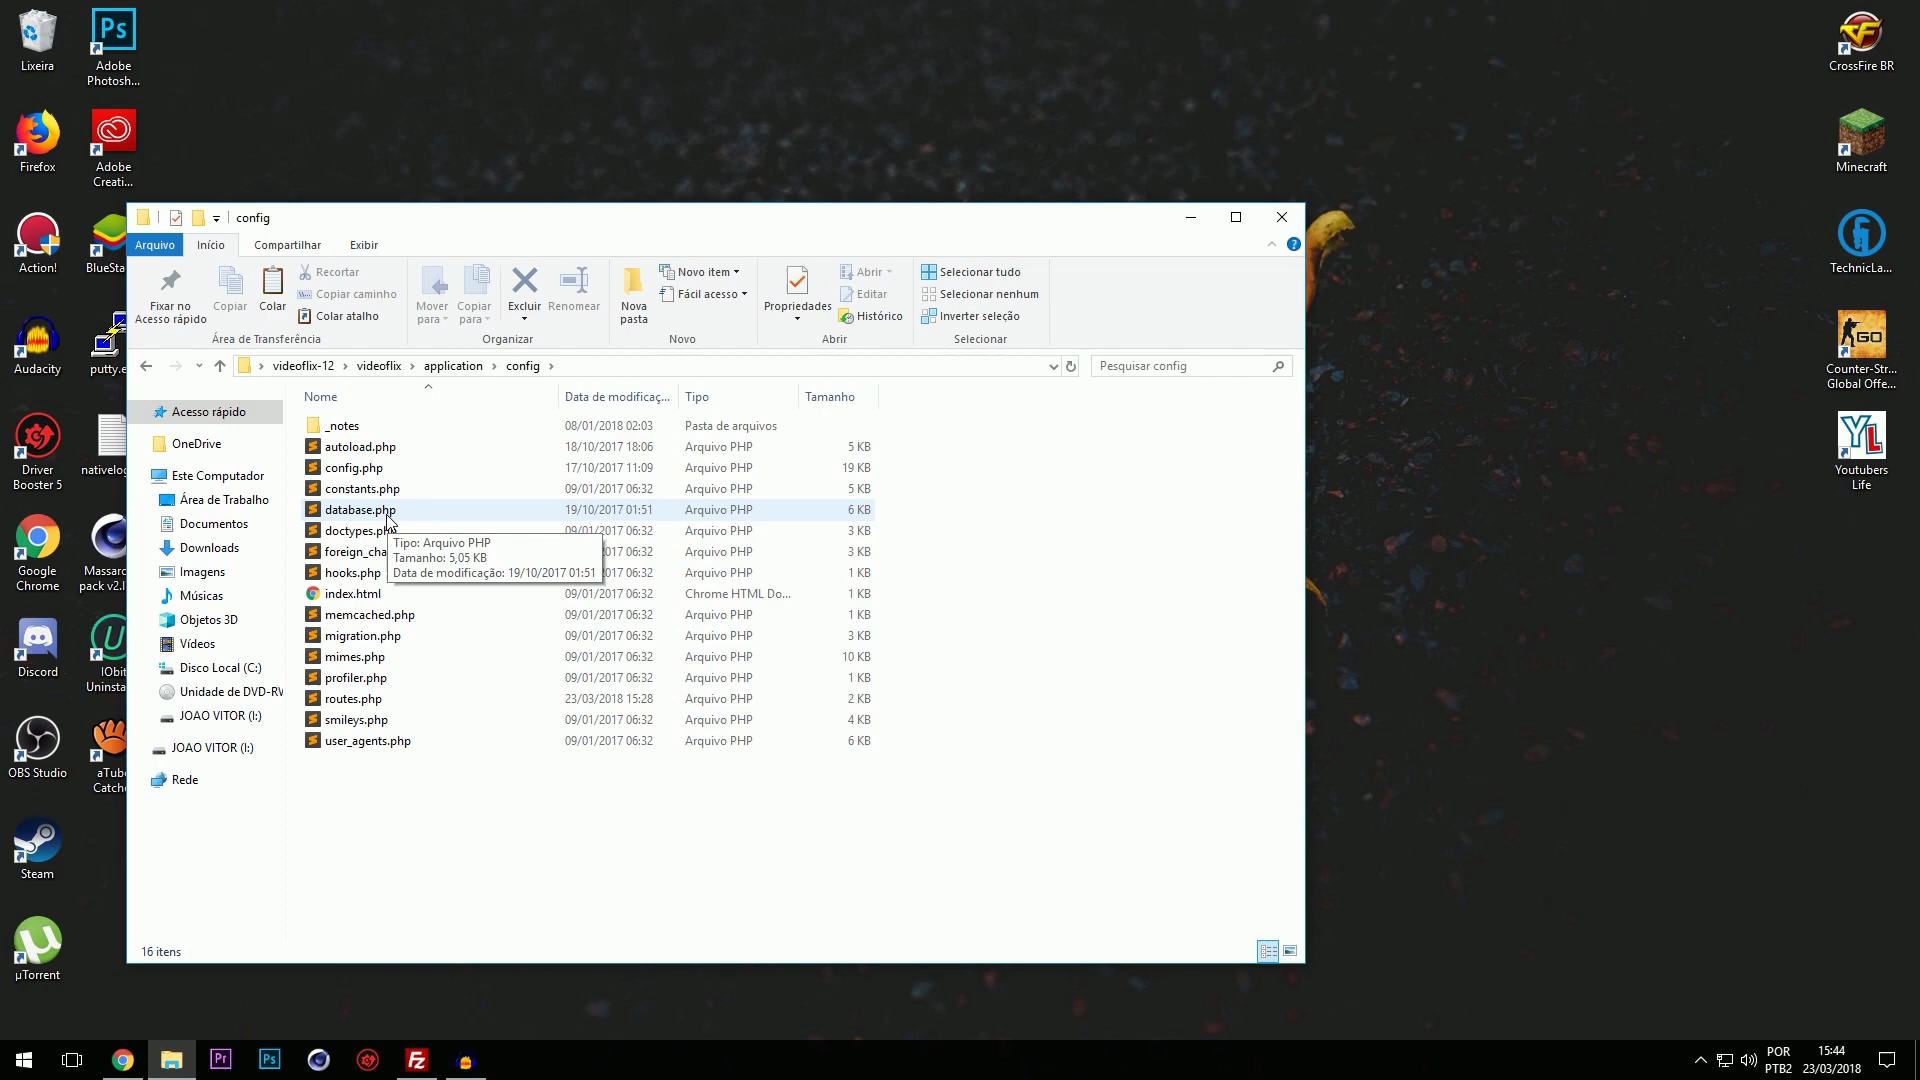 Lixeira
Adobe
Photosh...
Firefox
Adobe
Creati...
Action!
BlueSta
Audacity
putty.e
Driver
Booster 5
nativelo
Google
Chrome
Massar
pack v2.
Discord
IObit
Uninsta
OBS Studio
aTub
Catch
Steam
µTorrent
CrossFire BR
Minecraft
TechnicLa...
Counter-Str...
Global Offe...
Youtubers
Life
config
Arquivo
Início
Compartilhar
Exibir
Fixar no
Acesso rápido
Copiar
Colar
Recortar
Copiar caminho
Colar atalho
Área de Transferência
Mover
para
Copiar
para
Excluir
Renomear
Organizar
Nova
pasta
Novo item
Fácil acesso
Novo
Propriedades
Abrir
Editar
Histórico
Abrir
Selecionar tudo
Selecionar nenhum
Inverter seleção
Selecionar
videoflix-12 > videoflix > application > config >
Pesquisar config
Acesso rápido
OneDrive
Este Computador
Área de Trabalho
Documentos
Downloads
Imagens
Músicas
Objetos 3D
Vídeos
Disco Local (C:)
Unidade de DVD-RV
JOAO VITOR (I:)
JOAO VITOR (I:)
Rede
Nome Data de modificaç... Tipo Tamanho
_notes 08/01/2018 02:03 Pasta de arquivos
autoload.php 18/10/2017 18:06 Arquivo PHP 5 KB
config.php 17/10/2017 11:09 Arquivo PHP 19 KB
constants.php 09/01/2017 06:32 Arquivo PHP 5 KB
database.php 19/10/2017 01:51 Arquivo PHP 6 KB
doctypes.php 09/01/2017 06:32 Arquivo PHP 3 KB
foreign_cha 017 06:32 Arquivo PHP 3 KB
hooks.php 017 06:32 Arquivo PHP 1 KB
Tipo: Arquivo PHP
Tamanho: 5,05 KB
Data de modificação: 19/10/2017 01:51
index.html 09/01/2017 06:32 Chrome HTML Do... 1 KB
memcached.php 09/01/2017 06:32 Arquivo PHP 1 KB
migration.php 09/01/2017 06:32 Arquivo PHP 3 KB
mimes.php 09/01/2017 06:32 Arquivo PHP 10 KB
profiler.php 09/01/2017 06:32 Arquivo PHP 1 KB
routes.php 23/03/2018 15:28 Arquivo PHP 2 KB
smileys.php 09/01/2017 06:32 Arquivo PHP 4 KB
user_agents.php 09/01/2017 06:32 Arquivo PHP 6 KB
16 itens
POR
PTB2
15:44
23/03/2018